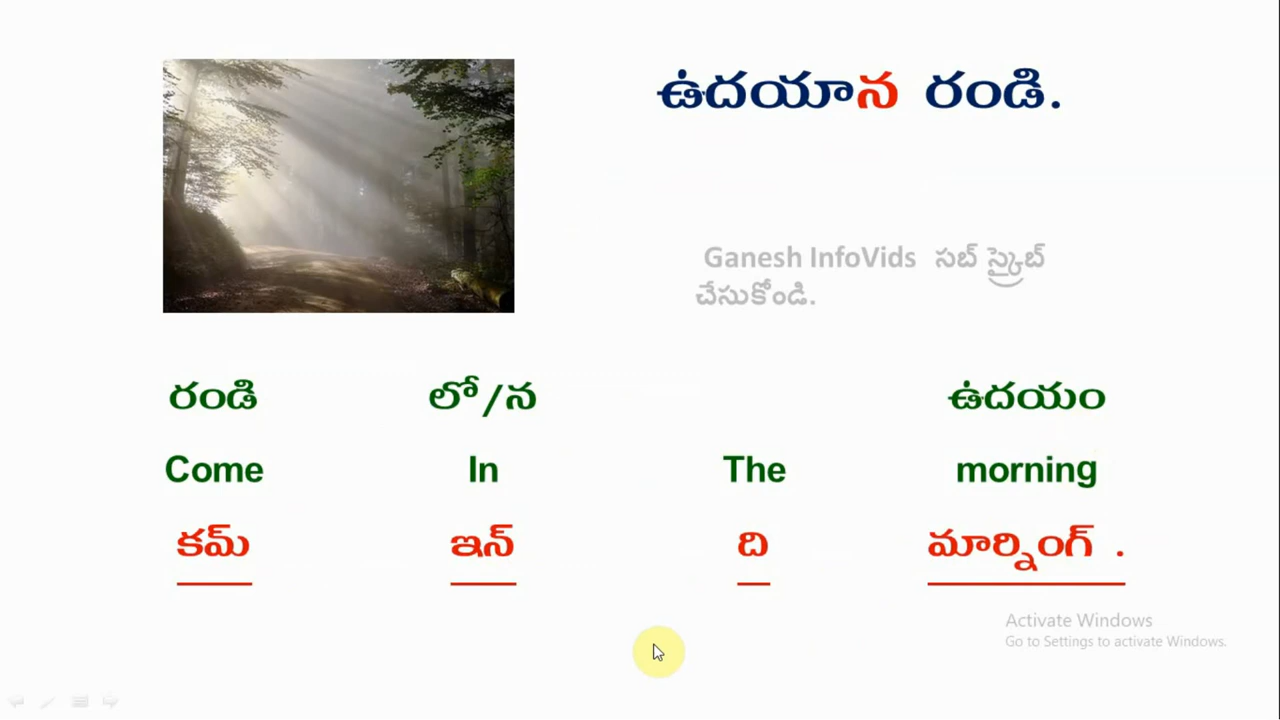 ఉదయాన రండి.
Ganesh InfoVids సబ్ స్క్రైబ్
చేసుకోండి.
రండి లో/న ఉదయం
Come In The morning
కమ్ ఇన్ ది మార్నింగ్ .
Activate Windows
Go to Settings to activate Windows.